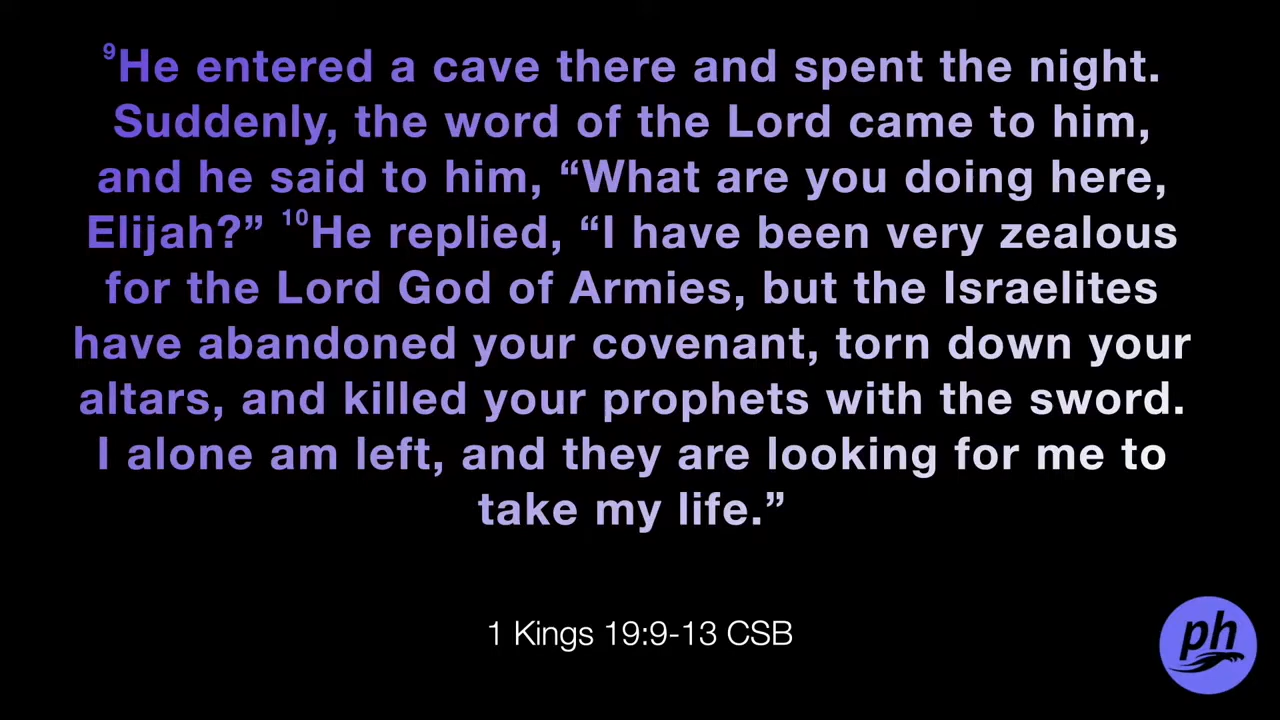 ⁹He entered a cave there and spent the night.
Suddenly, the word of the Lord came to him,
and he said to him, “What are you doing here,
Elijah?” ¹⁰He replied, “I have been very zealous
for the Lord God of Armies, but the Israelites
have abandoned your covenant, torn down your
altars, and killed your prophets with the sword.
I alone am left, and they are looking for me to
take my life.”
1 Kings 19:9-13 CSB
ph